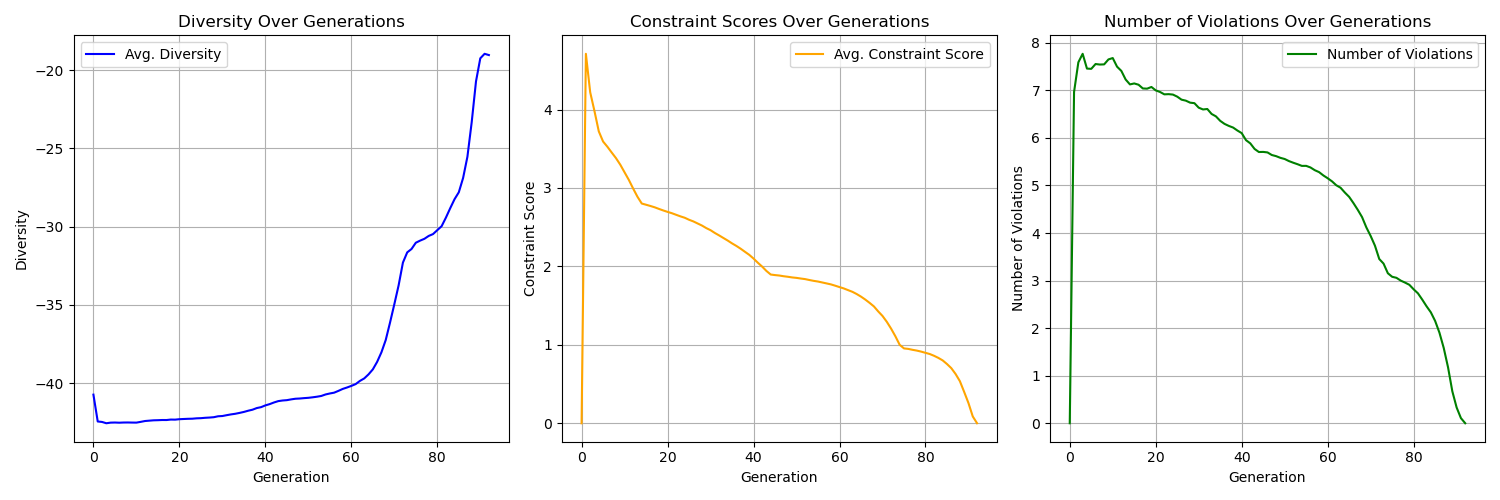 Diversity Over Generations
Avg. Diversity
Diversity
−20
−25
−30
−35
−40
0 20 40 60 80
Generation
Constraint Scores Over Generations
Avg. Constraint Score
Constraint Score
4
3
2
1
0
0 20 40 60 80
Generation
Number of Violations Over Generations
Number of Violations
Number of Violations
8
7
6
5
4
3
2
1
0
0 20 40 60 80
Generation